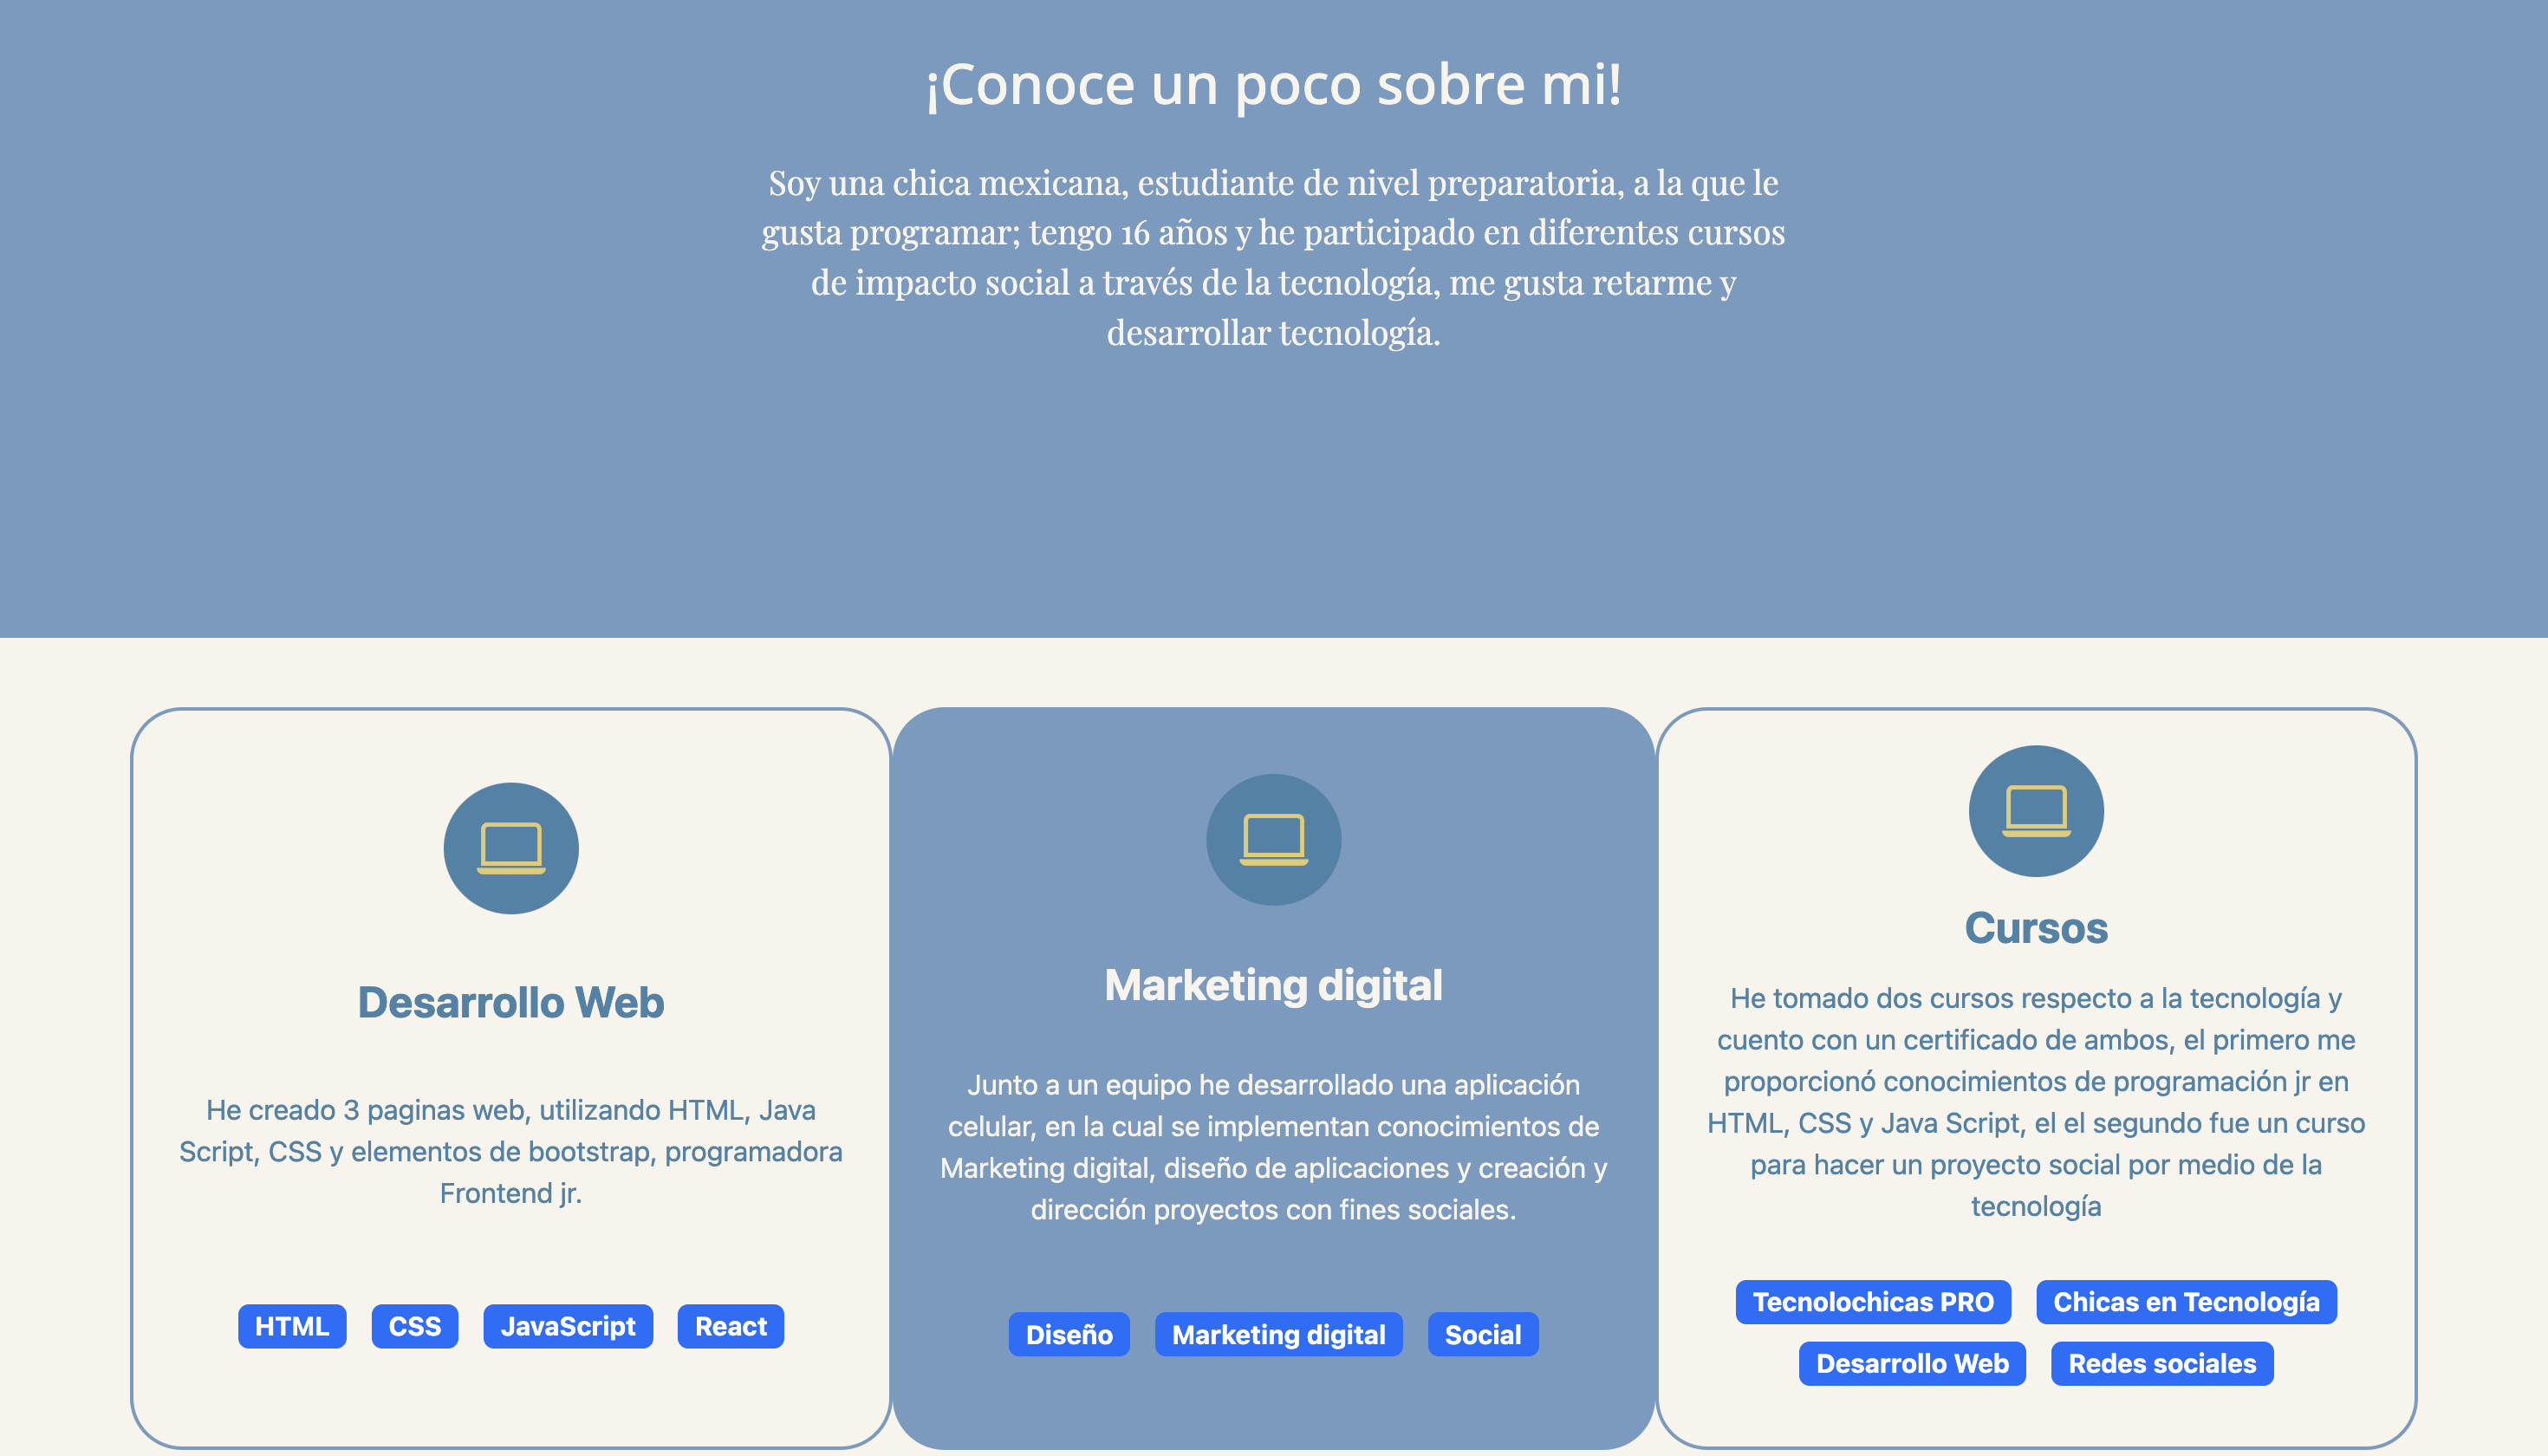 ¡Conoce un poco sobre mi!
Soy una chica mexicana, estudiante de nivel preparatoria, a la que le
gusta programar; tengo 16 años y he participado en diferentes cursos
de impacto social a través de la tecnología, me gusta retarme y
desarrollar tecnología.
Desarrollo Web
He creado 3 paginas web, utilizando HTML, Java
Script, CSS y elementos de bootstrap, programadora
Frontend jr.
HTML CSS JavaScript React
Marketing digital
Junto a un equipo he desarrollado una aplicación
celular, en la cual se implementan conocimientos de
Marketing digital, diseño de aplicaciones y creación y
dirección proyectos con fines sociales.
Diseño Marketing digital Social
Cursos
He tomado dos cursos respecto a la tecnología y
cuento con un certificado de ambos, el primero me
proporcionó conocimientos de programación jr en
HTML, CSS y Java Script, el el segundo fue un curso
para hacer un proyecto social por medio de la
tecnología
Tecnolochicas PRO Chicas en Tecnología
Desarrollo Web Redes sociales